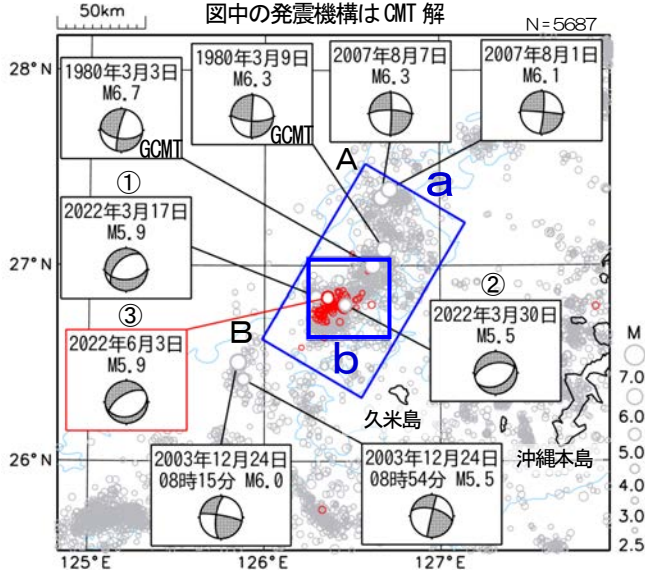 50km
図中の発震機構は CMT 解
N=5687
28°N
27°N
26°N
125°E
126°E
127°E
1980年3月3日
M6.7
GCMT
1980年3月9日
M6.3
GCMT
2007年8月7日
M6.3
2007年8月1日
M6.1
A
a
①
2022年3月17日
M5.9
②
2022年3月30日
M5.5
③
2022年6月3日
M5.9
B
b
久米島
沖縄本島
2003年12月24日
08時15分 M6.0
2003年12月24日
08時54分 M5.5
M
7.0
6.0
5.0
4.0
3.0
2.5